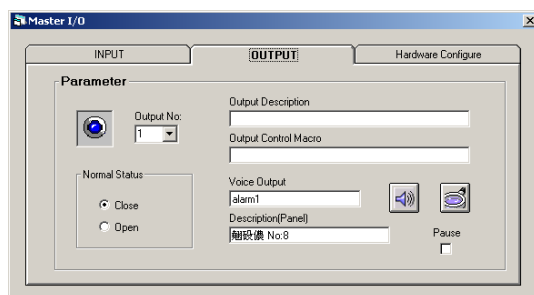 Master I/O
INPUT
OUTPUT
Hardware Configure
Parameter
Output No:
1
Output Description
Output Control Macro
Normal Status
Close
Open
Voice Output
alarm1
Description(Panel)
No:8
Pause